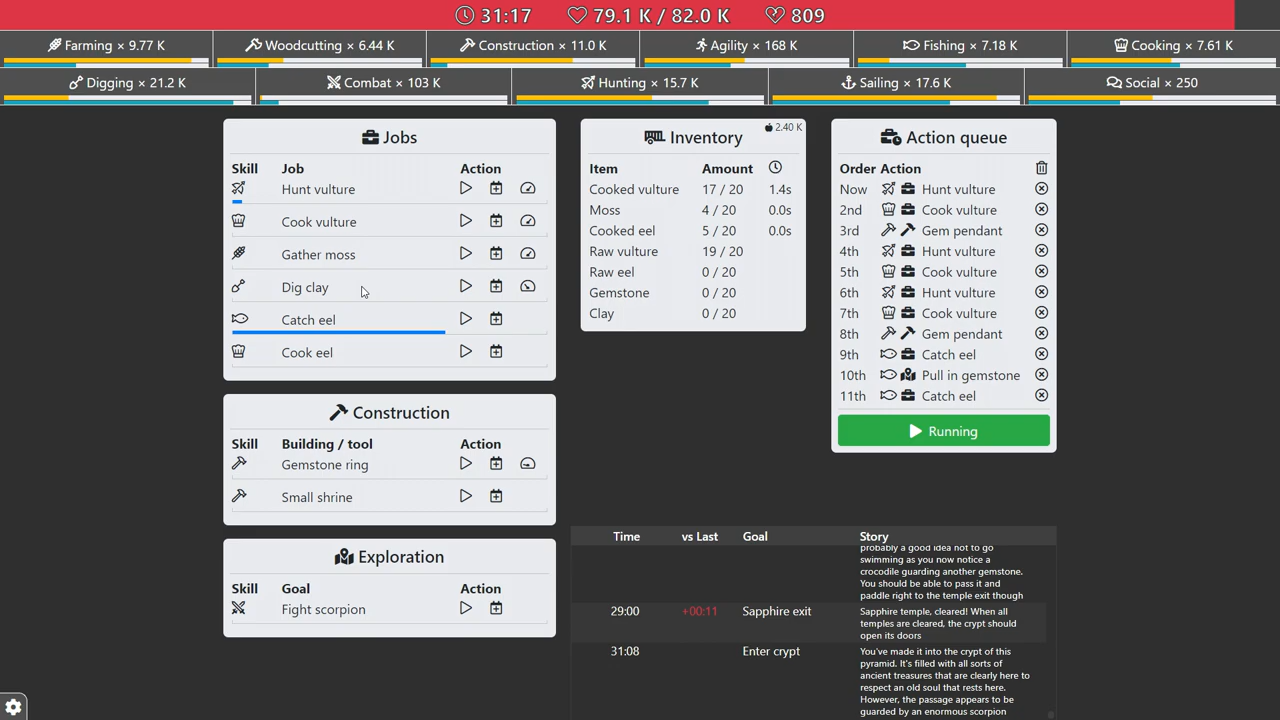 31:17 79.1 K / 82.0 K 809
Farming × 9.77 K Woodcutting × 6.44 K Construction × 11.0 K Agility × 168 K Fishing × 7.18 K Cooking × 7.61 K
Digging × 21.2 K Combat × 103 K Hunting × 15.7 K Sailing × 17.6 K Social × 250
Jobs
Skill Job Action
Hunt vulture
Cook vulture
Gather moss
Dig clay
Catch eel
Cook eel
Construction
Skill Building / tool Action
Gemstone ring
Small shrine
Exploration
Skill Goal Action
Fight scorpion
Inventory 2.40 K
Item Amount
Cooked vulture 17 / 20 1.4s
Moss 4 / 20 0.0s
Cooked eel 5 / 20 0.0s
Raw vulture 19 / 20
Raw eel 0 / 20
Gemstone 0 / 20
Clay 0 / 20
Action queue
Order Action
Now Hunt vulture
2nd Cook vulture
3rd Gem pendant
4th Hunt vulture
5th Cook vulture
6th Hunt vulture
7th Cook vulture
8th Gem pendant
9th Catch eel
10th Pull in gemstone
11th Catch eel
Running
Time vs Last Goal Story
probably a good idea not to go
swimming as you now notice a
crocodile guarding another gemstone.
You should be able to pass it and
paddle right to the temple exit though
29:00 +00:11 Sapphire exit Sapphire temple, cleared! When all
temples are cleared, the crypt should
open its doors
31:08 Enter crypt You've made it into the crypt of this
pyramid. It's filled with all sorts of
ancient treasures that are clearly here to
respect an old soul that rests here.
However, the passage appears to be
guarded by an enormous scorpion